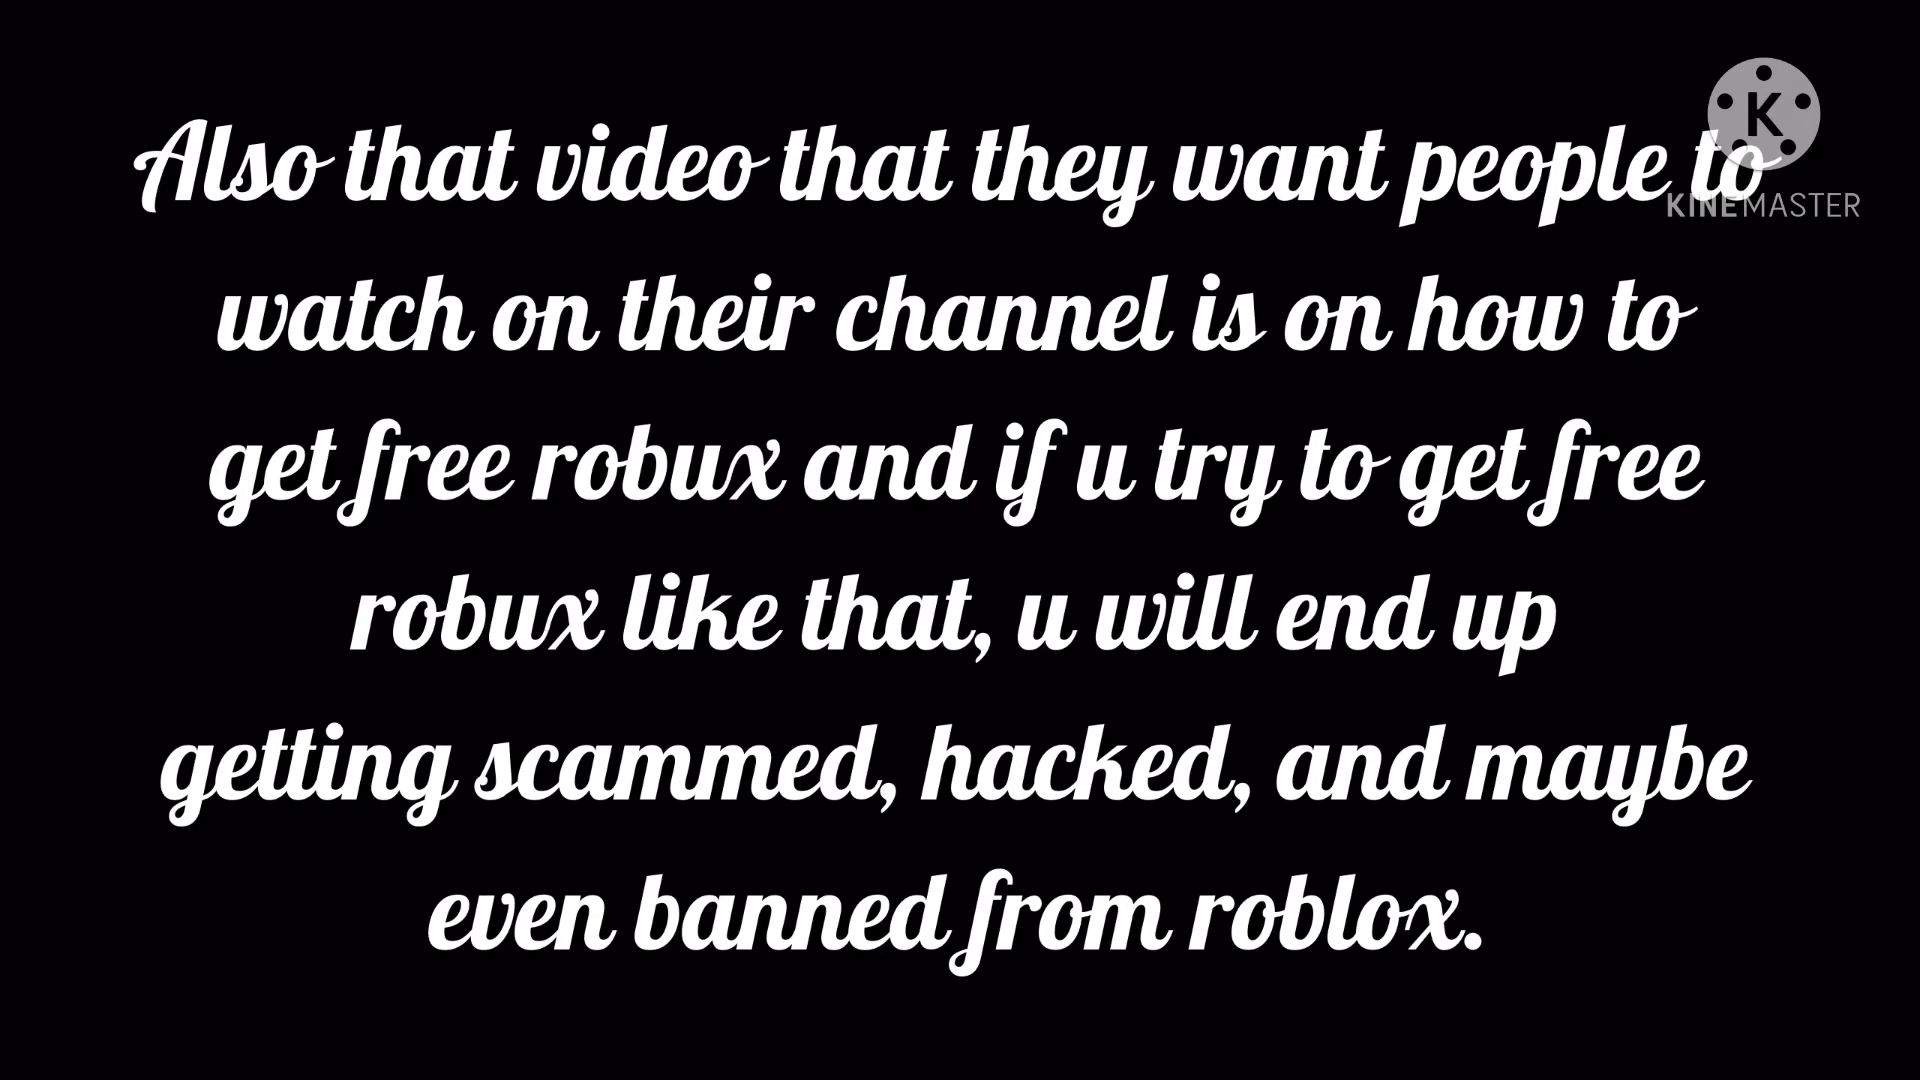 Also that video that they want people to
watch on their channel is on how to
get free robux and if u try to get free
robux like that, u will end up
getting scammed, hacked, and maybe
even banned from roblox.
K
KINEMASTER